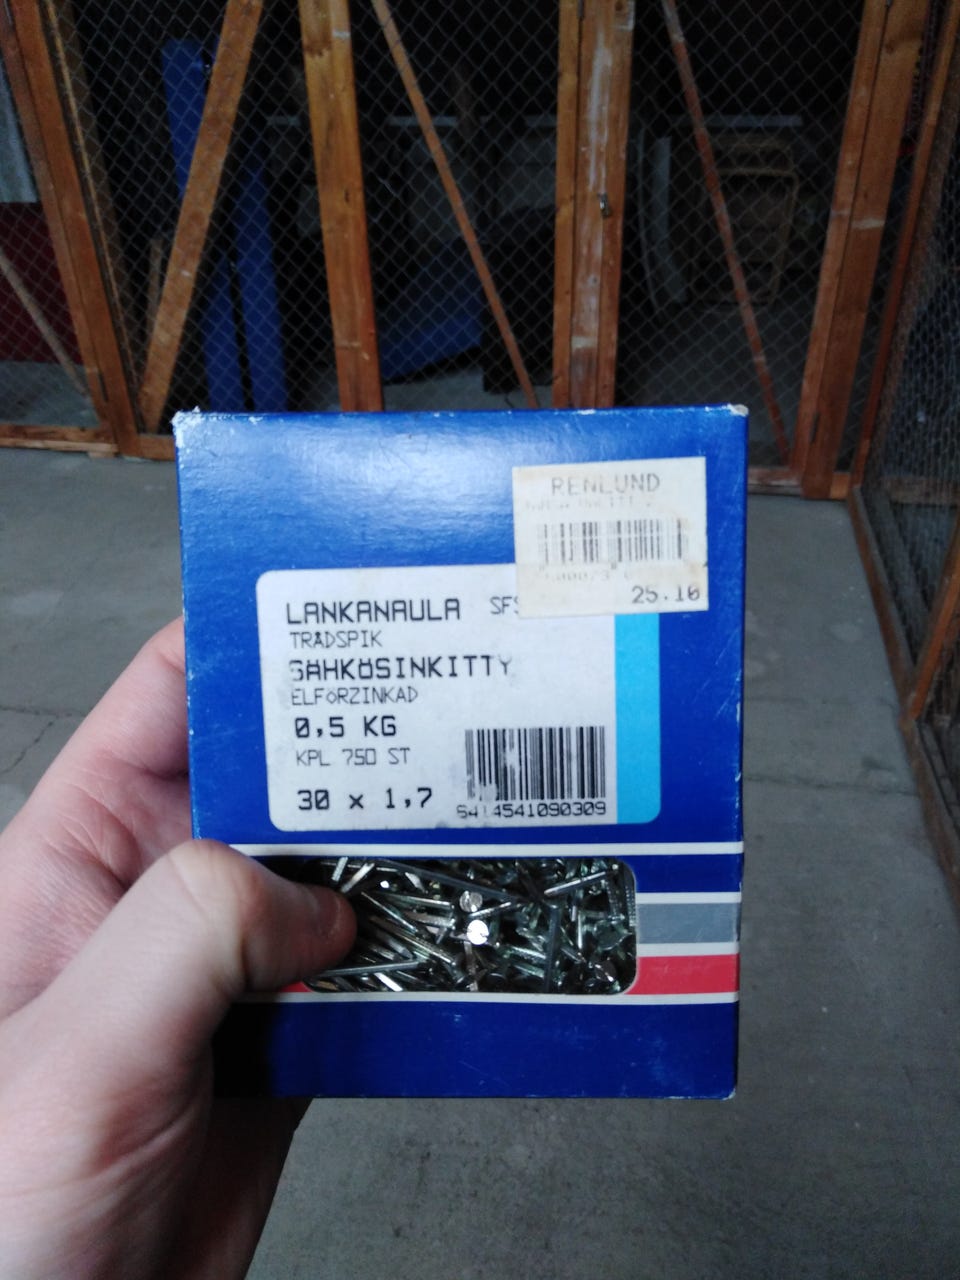 RENLUND
25.10
LANKANAULA SFS
TRÅDSPIK
SÄHKÖSINKITTY
ELFÖRZINKAD
0,5 KG
KPL 750 ST
30 x 1,7
6414541090309